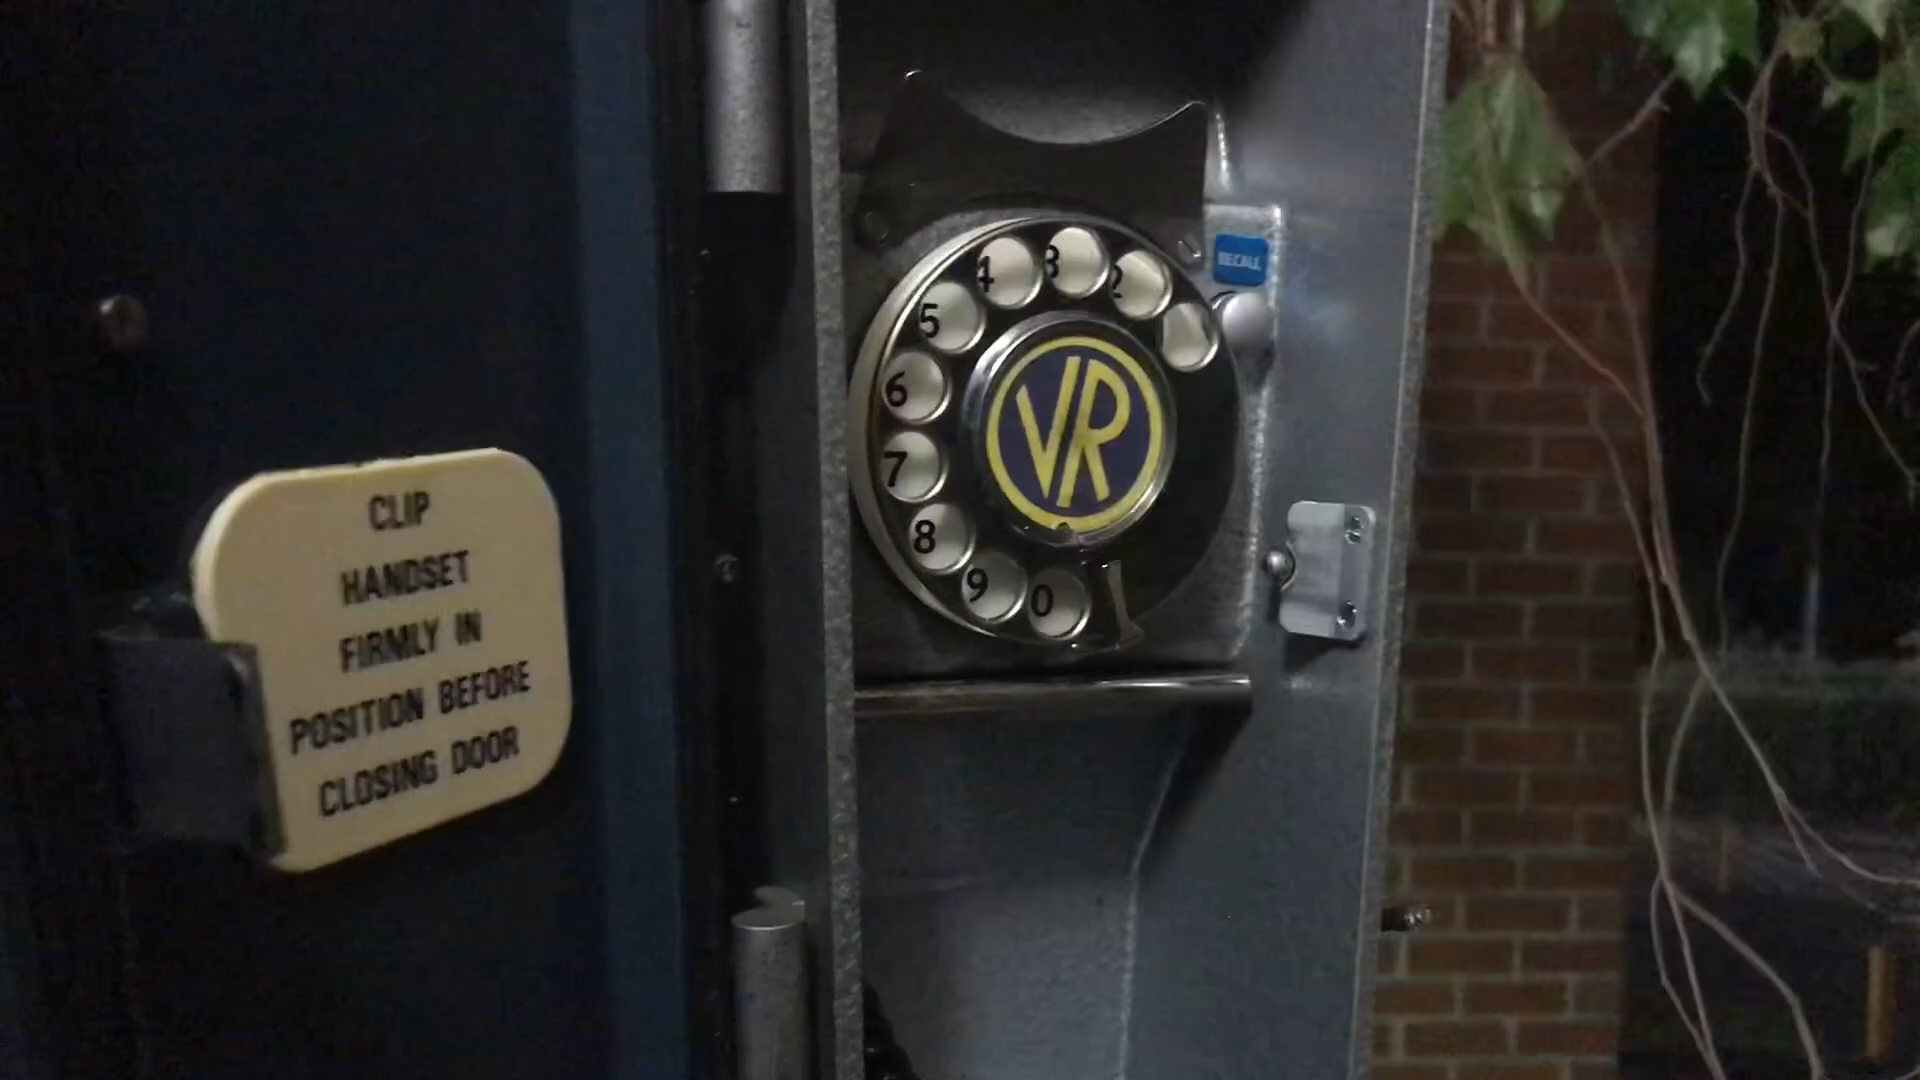 CLIP
HANDSET
FIRMLY IN
POSITION BEFORE
CLOSING DOOR
RECALL
VR
2
3
4
5
6
7
8
9
0